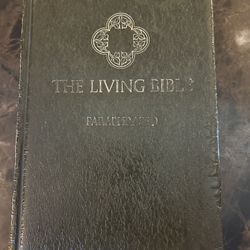 THE LIVING BIBLE
PARAPHRASED